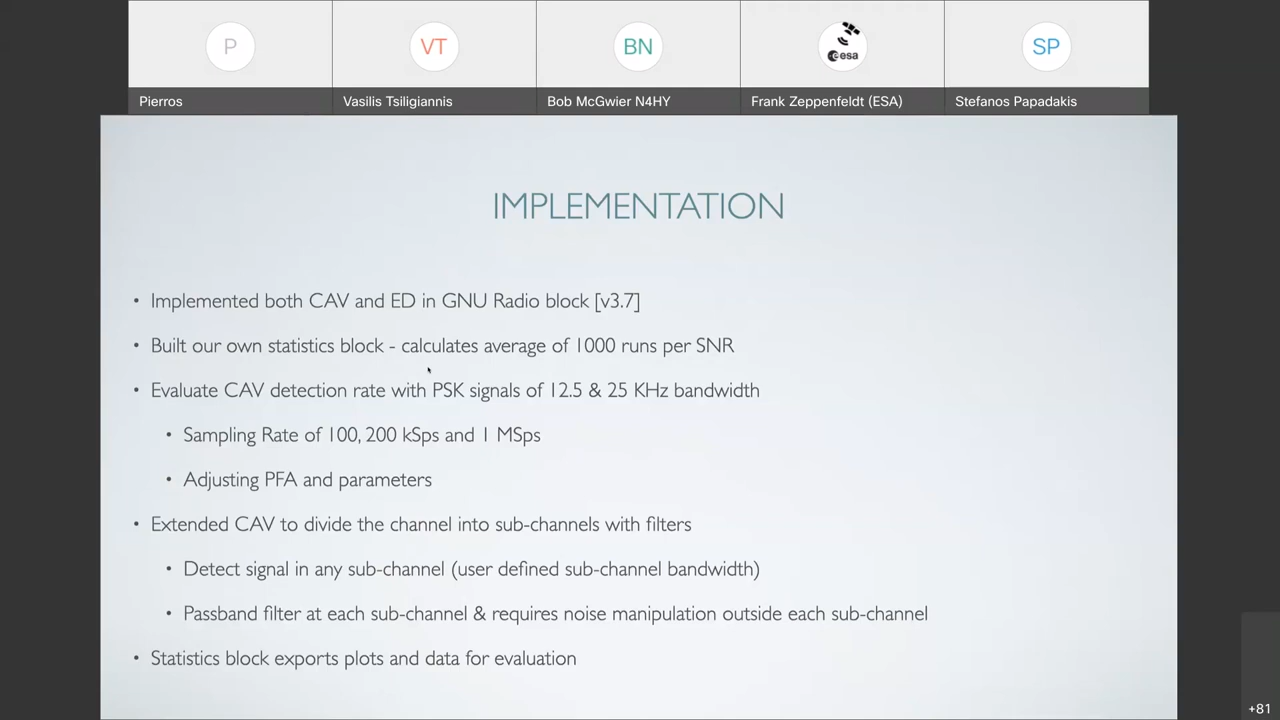 P
VT
BN
esa
SP
Pierros
Vasilis Tsiligiannis
Bob McGwier N4HY
Frank Zeppenfeldt (ESA)
Stefanos Papadakis
IMPLEMENTATION
• Implemented both CAV and ED in GNU Radio block [v3.7]
• Built our own statistics block - calculates average of 1000 runs per SNR
• Evaluate CAV detection rate with PSK signals of 12.5 & 25 KHz bandwidth
• Sampling Rate of 100, 200 kSps and 1 MSps
• Adjusting PFA and parameters
• Extended CAV to divide the channel into sub-channels with filters
• Detect signal in any sub-channel (user defined sub-channel bandwidth)
• Passband filter at each sub-channel & requires noise manipulation outside each sub-channel
• Statistics block exports plots and data for evaluation
+81